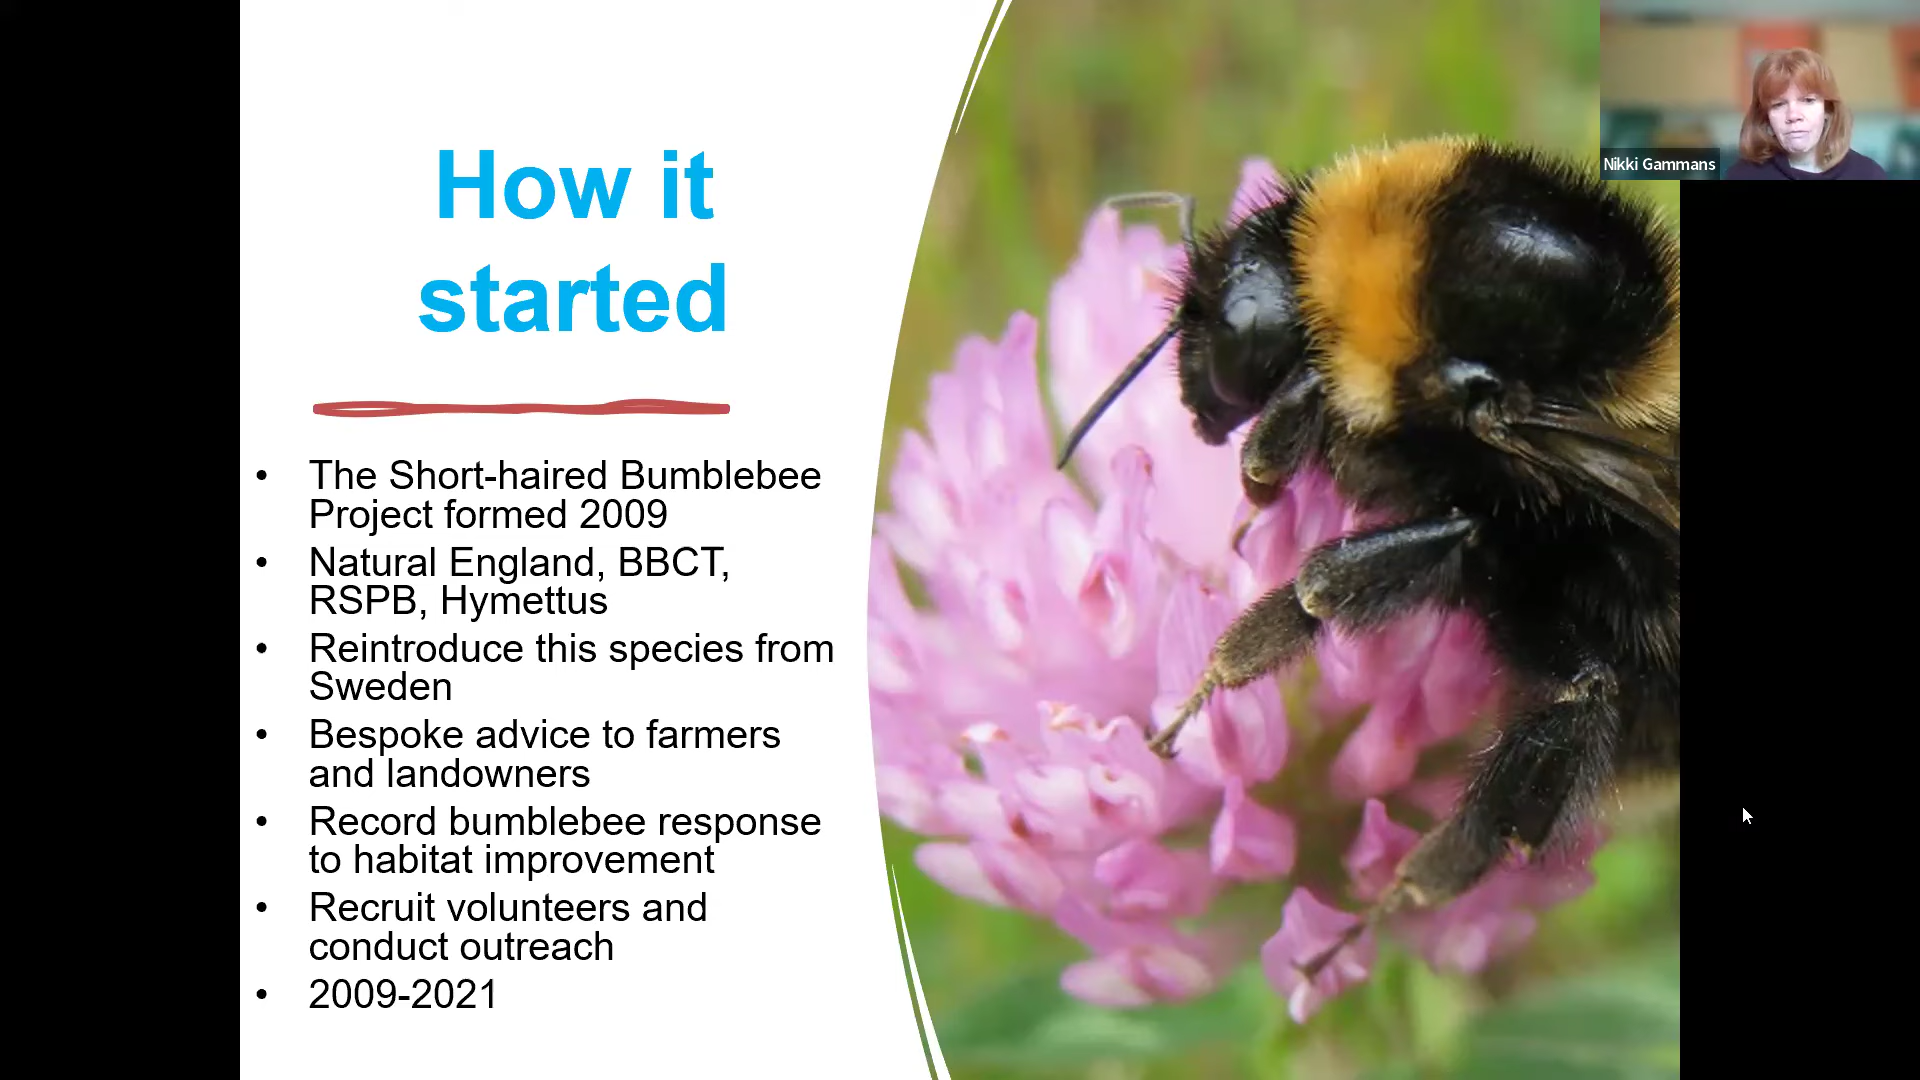 How it
started
• The Short-haired Bumblebee
Project formed 2009
• Natural England, BBCT,
RSPB, Hymettus
• Reintroduce this species from
Sweden
• Bespoke advice to farmers
and landowners
• Record bumblebee response
to habitat improvement
• Recruit volunteers and
conduct outreach
• 2009-2021
Nikki Gammans